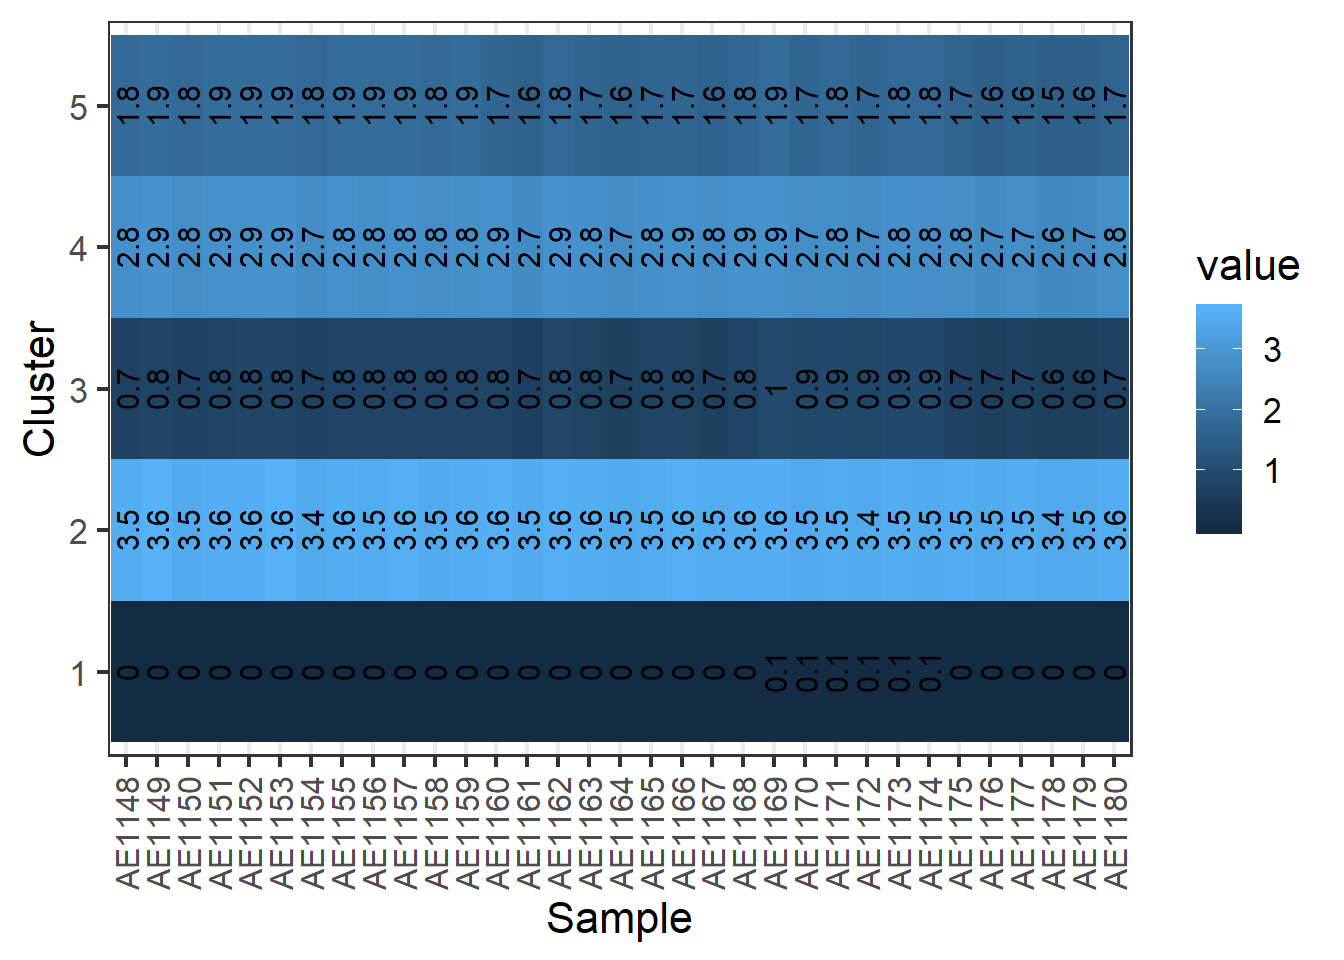 5
1.8 1.9 1.8 1.9 1.9 1.9 1.8 1.9 1.9 1.9 1.8 1.9 1.7 1.6 1.8 1.7 1.6 1.7 1.7 1.6 1.8 1.9 1.7 1.8 1.7 1.8 1.8 1.7 1.6 1.6 1.5 1.6 1.7
4
2.8 2.9 2.8 2.9 2.9 2.9 2.7 2.8 2.8 2.8 2.8 2.8 2.9 2.7 2.9 2.8 2.7 2.8 2.9 2.8 2.9 2.9 2.7 2.8 2.7 2.8 2.8 2.8 2.7 2.7 2.6 2.7 2.8
3
0.7 0.8 0.7 0.8 0.8 0.8 0.7 0.8 0.8 0.8 0.8 0.8 0.8 0.7 0.8 0.8 0.7 0.8 0.8 0.7 0.8 1 0.9 0.9 0.9 0.9 0.9 0.7 0.7 0.7 0.6 0.6 0.7
2
3.5 3.6 3.5 3.6 3.6 3.6 3.4 3.6 3.5 3.6 3.5 3.6 3.6 3.5 3.6 3.6 3.5 3.5 3.6 3.5 3.6 3.6 3.5 3.5 3.4 3.5 3.5 3.5 3.5 3.5 3.4 3.5 3.6
1
0 0 0 0 0 0 0 0 0 0 0 0 0 0 0 0 0 0 0 0 0 0.1 0.1 0.1 0.1 0.1 0.1 0 0 0 0 0 0
Cluster
AE1148
AE1149
AE1150
AE1151
AE1152
AE1153
AE1154
AE1155
AE1156
AE1157
AE1158
AE1159
AE1160
AE1161
AE1162
AE1163
AE1164
AE1165
AE1166
AE1167
AE1168
AE1169
AE1170
AE1171
AE1172
AE1173
AE1174
AE1175
AE1176
AE1177
AE1178
AE1179
AE1180
Sample
value
3
2
1